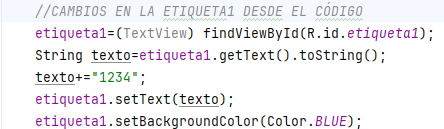 //CAMBIOS EN LA ETIQUETA1 DESDE EL CÓDIGO
etiqueta1=(TextView) findViewById(R.id.etiqueta1);
String texto=etiqueta1.getText().toString();
texto+="1234";
etiqueta1.setText(texto);
etiqueta1.setBackgroundColor(Color.BLUE);